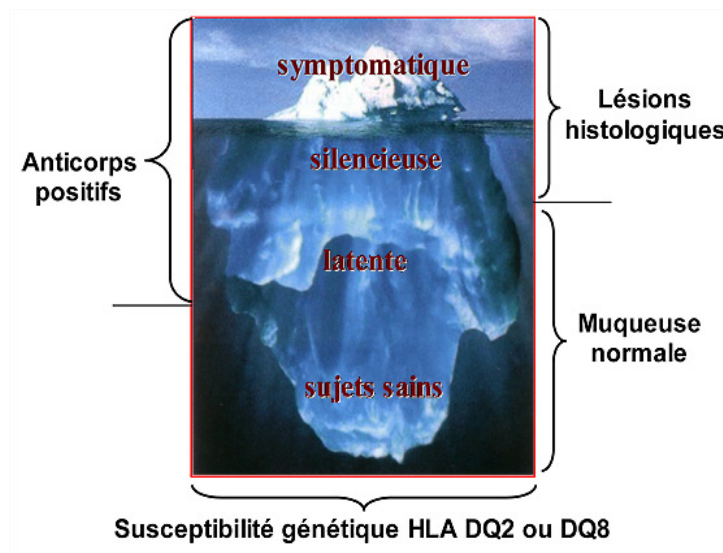 symptomatique
Lésions
histologiques
silencieuse
Anticorps
positifs
latente
Muqueuse
normale
sujets sains
Susceptibilité génétique HLA DQ2 ou DQ8